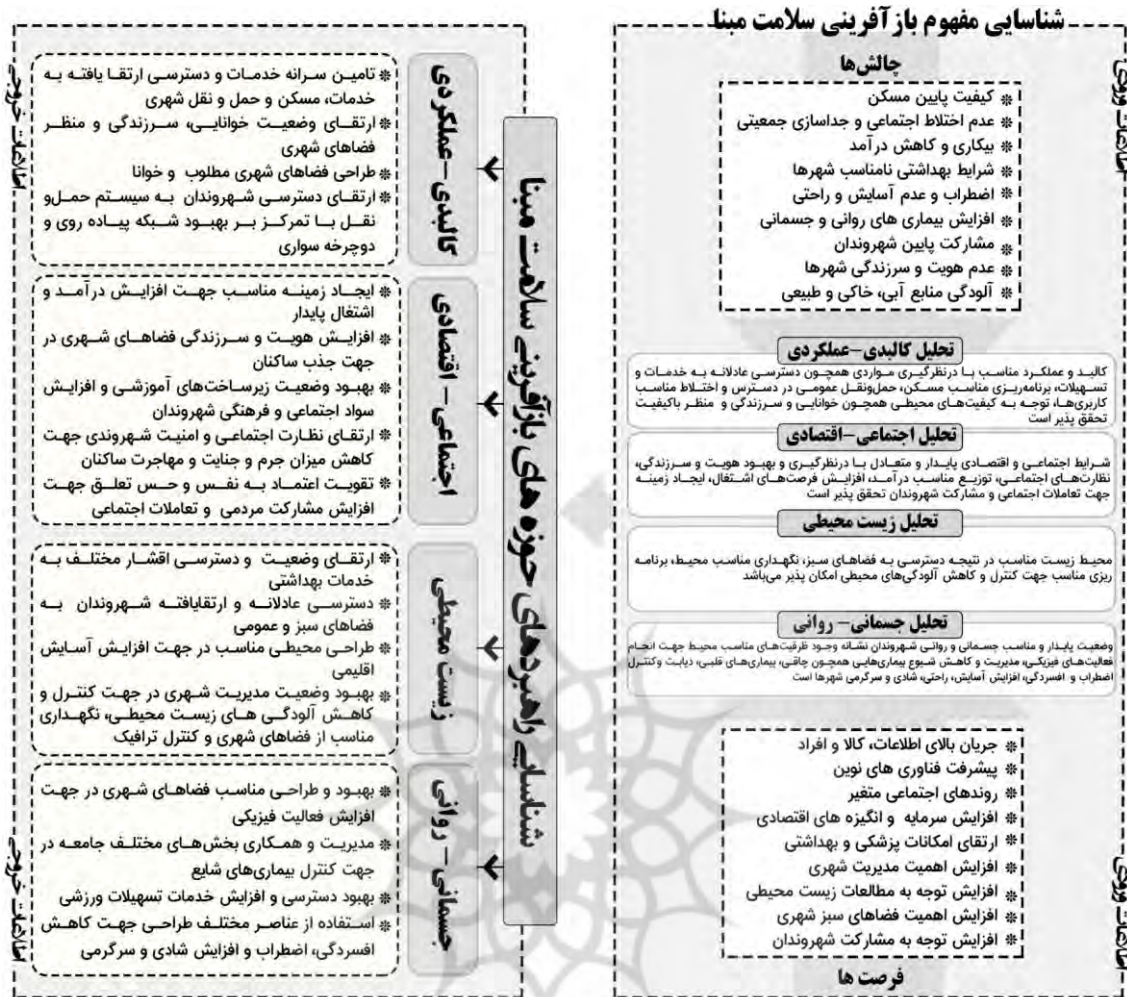 شناسایی مفهوم بازآفرینی سلامت مبنا
اطلاعات ورودی
چالش‌ها
❊ کیفیت پایین مسکن
❊ عدم اختلاط اجتماعی و جداسازی جمعیتی
❊ بیکاری و کاهش درآمد
❊ شرایط بهداشتی نامناسب شهرها
❊ اضطراب و عدم آسایش و راحتی
❊ افزایش بیماری های روانی و جسمانی
❊ مشارکت پایین شهروندان
❊ عدم هویت و سرزندگی شهرها
❊ آلودگی منابع آبی، خاکی و طبیعی
تحلیل کالبدی-عملکردی
کالبد و عملکرد مناسب با درنظرگیری مواردی همچون دسترسی عادلانه به خدمات و
تسهیلات، برنامه‌ریزی مناسب مسکن، حمل‌ونقل عمومی در دسترس و اختلاط مناسب
کاربری‌ها، توجه به کیفیت‌های محیطی همچون خوانایی و سرزندگی و منظر باکیفیت
تحقق پذیر است
تحلیل اجتماعی-اقتصادی
شرایط اجتماعی و اقتصادی پایدار و متعادل با درنظرگیری و بهبود هویت و سرزندگی،
نظارت‌های اجتماعی، توزیع مناسب درآمد، افزایش فرصت‌های اشتغال، ایجاد زمینه
جهت تعاملات اجتماعی و مشارکت شهروندان تحقق پذیر است
تحلیل زیست محیطی
محیط زیست مناسب در نتیجه دسترسی به فضاهای سبز، نگهداری مناسب محیط، برنامه
ریزی مناسب جهت کنترل و کاهش آلودگی‌های محیطی امکان پذیر می‌باشد
تحلیل جسمانی- روانی
وضعیت پایدار و مناسب جسمانی و روانی شهروندان نشانه وجود ظرفیت‌های مناسب محیط جهت انجام
فعالیت‌های فیزیکی، مدیریت و کاهش شیوع بیماری‌هایی همچون چاقی، بیماری‌های قلبی، دیابت وکنترل
اضطراب و افسردگی، افزایش آسایش، راحتی، شادی و سرگرمی شهرها است
❊ جریان بالای اطلاعات، کالا و افراد
❊ پیشرفت فناوری های نوین
❊ روندهای اجتماعی متغیر
❊ افزایش سرمایه و انگیزه های اقتصادی
❊ ارتقای امکانات پزشکی و بهداشتی
❊ افزایش اهمیت مدیریت شهری
❊ افزایش توجه به مطالعات زیست محیطی
❊ افزایش اهمیت فضاهای سبز شهری
❊ افزایش توجه به مشارکت شهروندان
فرصت ها
اطلاعات ورودی
شناسایی راهبردهای حوزه های بازآفرینی سلامت مبنا
کالبدی-عملکردی
❊ تامین سرانه خدمات و دسترسی ارتقا یافته به
خدمات، مسکن و حمل و نقل شهری
❊ ارتقای وضعیت خوانایی، سرزندگی و منظر
فضاهای شهری
❊ طراحی فضاهای شهری مطلوب و خوانا
❊ ارتقای دسترسی شهروندان به سیستم حمل‌و
نقل با تمرکز بر بهبود شبکه پیاده روی و
دوچرخه سواری
اجتماعی-اقتصادی
❊ ایجاد زمینه مناسب جهت افزایش درآمد و
اشتغال پایدار
❊ افزایش هویت و سرزندگی فضاهای شهری در
جهت جذب ساکنان
❊ بهبود وضعیت زیرساخت‌های آموزشی و افزایش
سواد اجتماعی و فرهنگی شهروندان
❊ ارتقای نظارت اجتماعی و امنیت شهروندی جهت
کاهش میزان جرم و جنایت و مهاجرت ساکنان
❊ تقویت اعتماد به نفس و حس تعلق جهت
افزایش مشارکت مردمی و تعاملات اجتماعی
زیست محیطی
❊ ارتقای وضعیت و دسترسی اقشار مختلف به
خدمات بهداشتی
❊ دسترسی عادلانه و ارتقایافته شهروندان به
فضاهای سبز و عمومی
❊ طراحی محیطی مناسب در جهت افزایش آسایش
اقلیمی
❊ بهبود وضعیت مدیریت شهری در جهت کنترل و
کاهش آلودگی های زیست محیطی، نگهداری
مناسب از فضاهای شهری و کنترل ترافیک
جسمانی-روانی
❊ بهبود و طراحی مناسب فضاهای شهری در جهت
افزایش فعالیت فیزیکی
❊ مدیریت و همکاری بخش‌های مختلف جامعه در
جهت کنترل بیماری‌های شایع
❊ بهبود دسترسی و افزایش خدمات تسهیلات ورزشی
❊ استفاده از عناصر مختلف طراحی جهت کاهش
افسردگی، اضطراب و افزایش شادی و سرگرمی
اطلاعات خروجی
اطلاعات خروجی